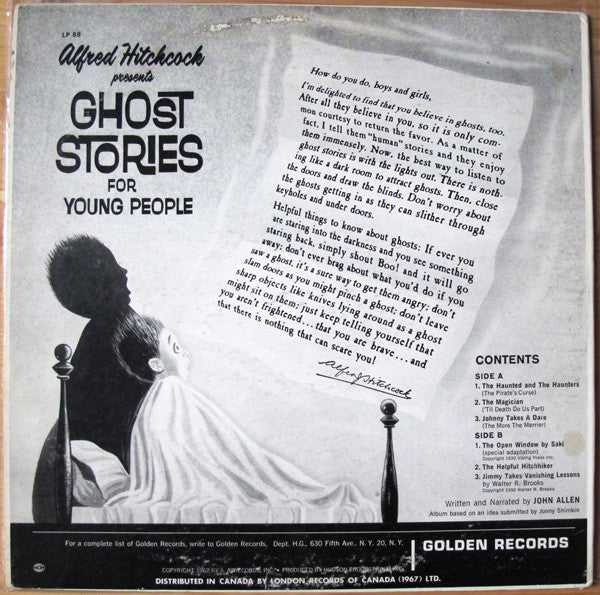 LP 89
Alfred Hitchcock
presents
GHOST
STORIES
FOR
YOUNG PEOPLE
How do you do, boys and girls,
I'm delighted to find that you believe in ghosts, too.
After all they believe in you, so it is only com-
mon courtesy to return the favor. As a matter of
fact, I tell them "human" stories and they enjoy
them immensely. Now, the best way to listen to
ghost stories is with the lights out. There is noth-
ing like a dark room to attract ghosts. Then, close
the doors and draw the blinds. Don't worry about
the ghosts getting in as they can slither through
keyholes and under doors.
Helpful things to know about ghosts: If ever you
are staring into the darkness and you see something
staring back, simply shout Boo! and it will go
away; don't ever brag about what you'd do if you
saw a ghost, it's a sure way to get them angry; don't
slam doors as you might pinch a ghost; don't leave
sharp objects like knives lying around as a ghost
might sit on them; just keep telling yourself that
you aren't frightened...that you are brave...and
that there is nothing that can scare you!
Alfred Hitchcock
CONTENTS
SIDE A
1. The Haunted and The Haunters
(The Pirate's Curse)
2. The Magician
('Till Death Do Us Part)
3. Johnny Takes A Dare
(The More The Merrier)
SIDE B
1. The Open Window by Saki
(special adaptation)
Copyright 1930 Viking Press Inc.
2. The Helpful Hitchhiker
3. Jimmy Takes Vanishing Lessons
by Walter R. Brooks
Copyright 1950 Walter R. Brooks
Written and Narrated by JOHN ALLEN
Album based on an idea submitted by Jonny Shimkin
For a complete list of Golden Records, write to Golden Records, Dept. H.G., 630 Fifth Ave., N. Y. 20, N. Y.
GOLDEN RECORDS
COPYRIGHT
PRODUCED BY HUDSON PRODUCTIONS INC.
DISTRIBUTED IN CANADA BY LONDON RECORDS OF CANADA (1967) LTD.